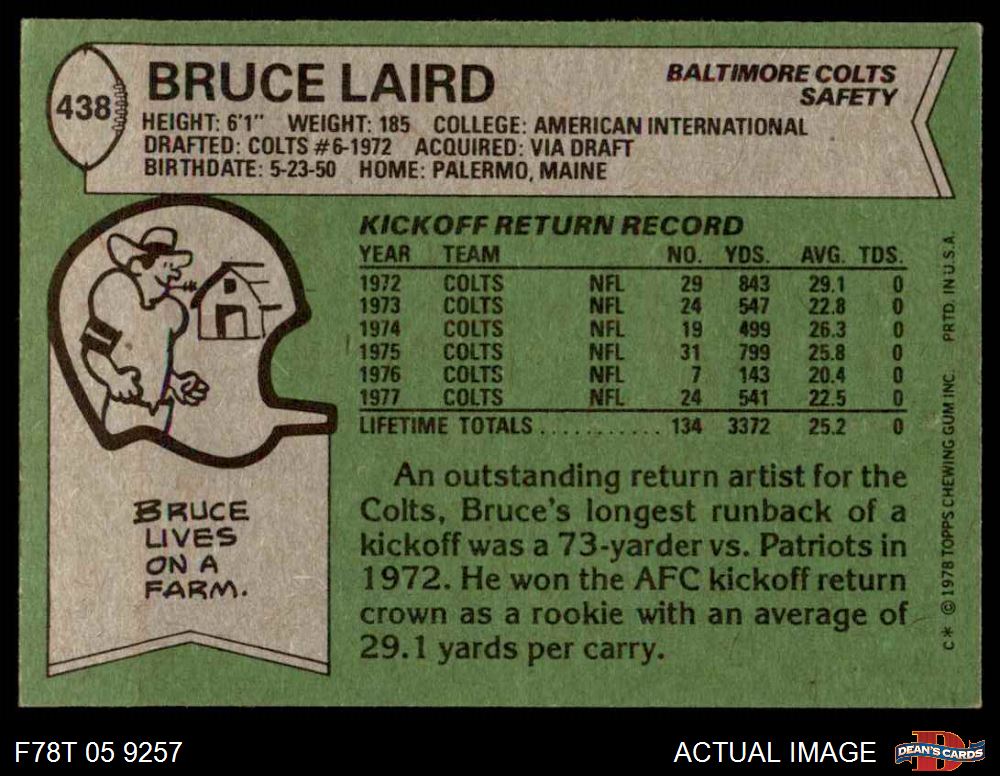 438
BRUCE LAIRD
BALTIMORE COLTS
SAFETY
HEIGHT: 6'1" WEIGHT: 185 COLLEGE: AMERICAN INTERNATIONAL
DRAFTED: COLTS #6-1972 ACQUIRED: VIA DRAFT
BIRTHDATE: 5-23-50 HOME: PALERMO, MAINE
KICKOFF RETURN RECORD
YEAR TEAM NO. YDS. AVG. TDS.
1972 COLTS NFL 29 843 29.1 0
1973 COLTS NFL 24 547 22.8 0
1974 COLTS NFL 19 499 26.3 0
1975 COLTS NFL 31 799 25.8 0
1976 COLTS NFL 7 143 20.4 0
1977 COLTS NFL 24 541 22.5 0
LIFETIME TOTALS ........... 134 3372 25.2 0
BRUCE
LIVES
ON A
FARM.
An outstanding return artist for the
Colts, Bruce's longest runback of a
kickoff was a 73-yarder vs. Patriots in
1972. He won the AFC kickoff return
crown as a rookie with an average of
29.1 yards per carry.
C* © 1978 TOPPS CHEWING GUM INC. PRTD. IN U.S.A.
F78T 05 9257
ACTUAL IMAGE
DEAN'S CARDS